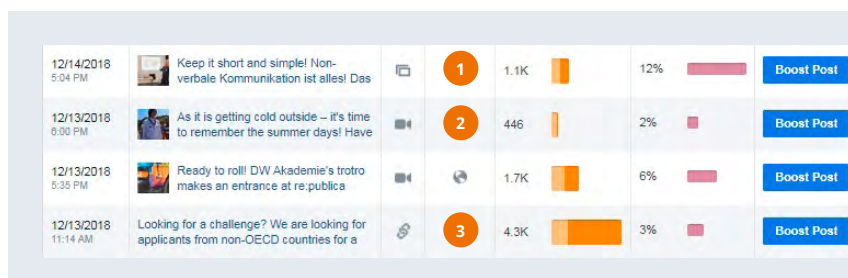 12/14/2018
5:04 PM
Keep it short and simple! Non-
verbale Kommunikation ist alles! Das
1
1.1K
12%
Boost Post
12/13/2018
6:00 PM
As it is getting cold outside – it's time
to remember the summer days! Have
2
446
2%
Boost Post
12/13/2018
5:35 PM
Ready to roll! DW Akademie's trotro
makes an entrance at re:publica
1.7K
6%
Boost Post
12/13/2018
11:14 AM
Looking for a challenge? We are looking for
applicants from non-OECD countries for a
3
4.3K
3%
Boost Post